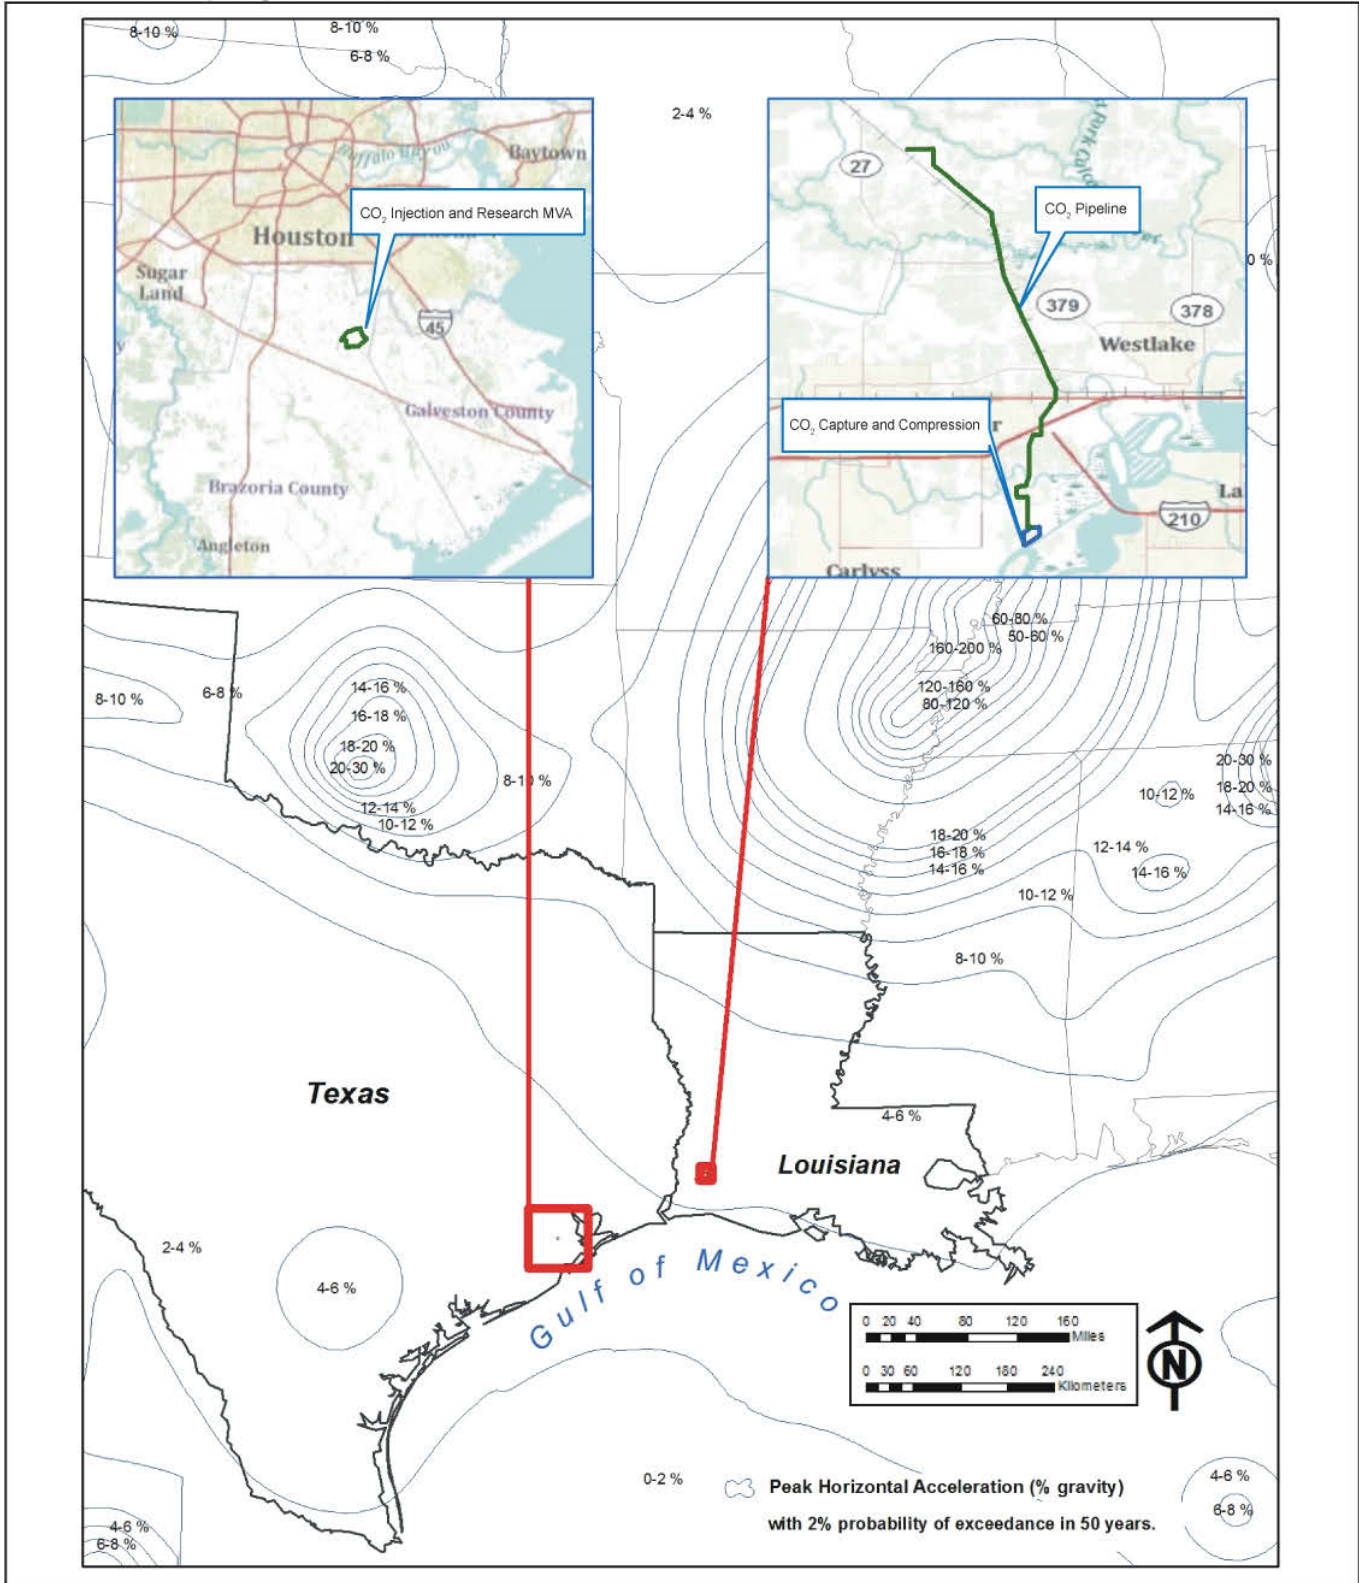 8-10 %
8-10 %
6-8 %
2-4 %
Buffalo Bayou
Baytown
CO2 Injection and Research MVA
Houston
Sugar
Land
45
y
Galveston County
Brazoria County
Angleton
27
CO2 Pipeline
379
378
Westlake
CO2 Capture and Compression
r
La
210
Carlyss
0 %
60-80 %
50-60 %
160-200 %
120-160 %
80-120 %
14-16 %
16-18 %
18-20 %
20-30 %
12-14 %
10-12 %
8-10 %
6-8 %
8-10 %
20-30 %
18-20 %
14-16 %
10-12 %
18-20 %
16-18 %
14-16 %
12-14 %
14-16 %
10-12 %
8-10 %
Texas
4-6 %
Louisiana
2-4 %
4-6 %
Gulf of Mexico
0 20 40 80 120 160
Miles
0 30 60 120 180 240
Kilometers
N
0-2 %
Peak Horizontal Acceleration (% gravity)
with 2% probability of exceedance in 50 years.
4-6 %
6-8 %
4-6 %
6-8 %